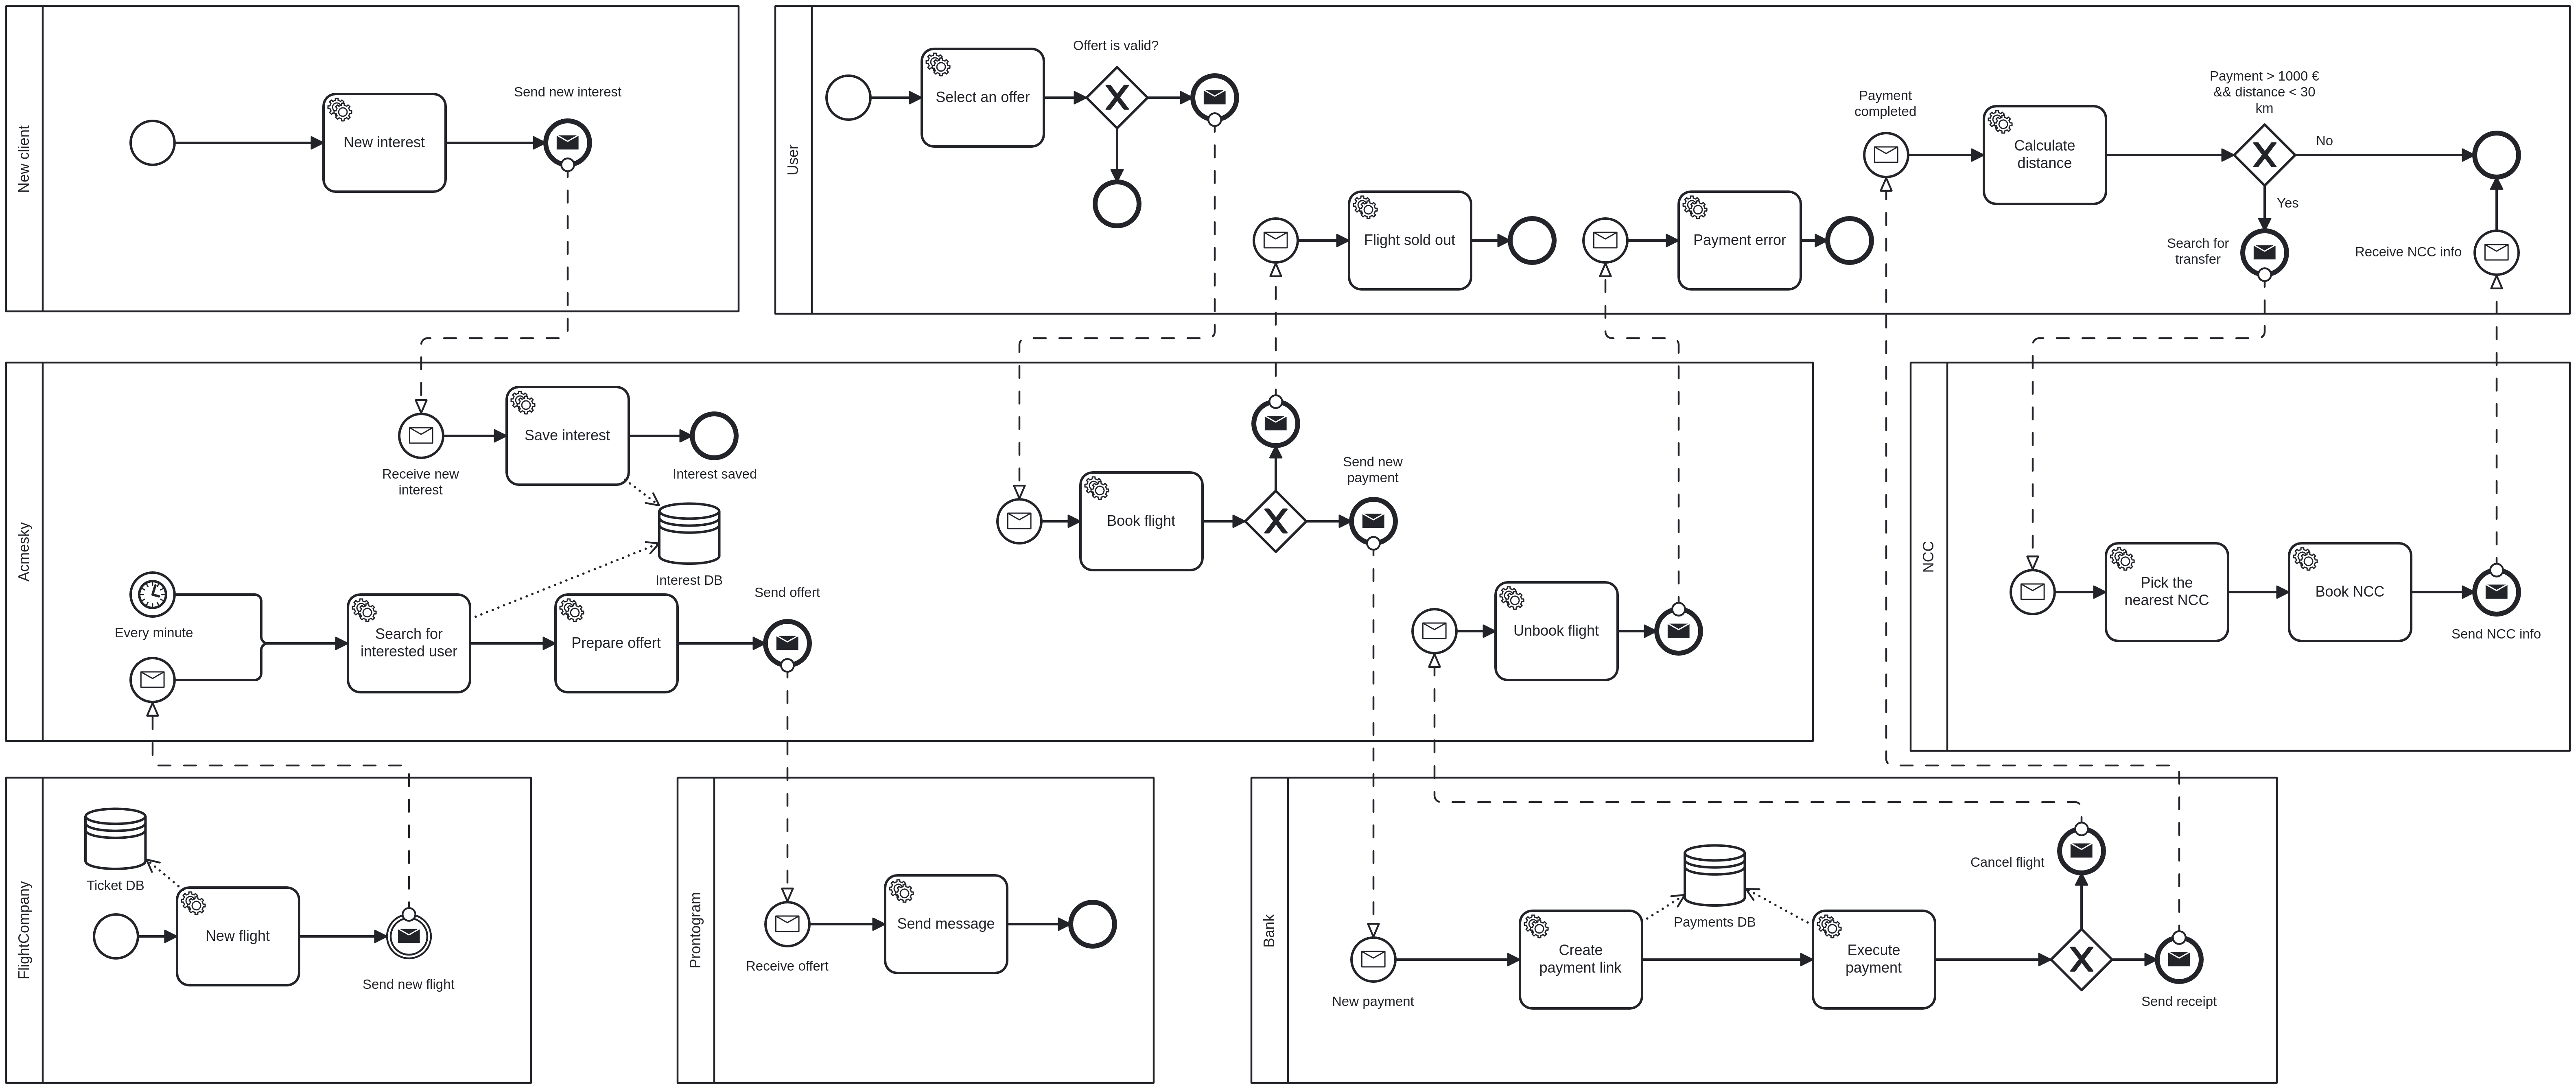 New client
New interest
Send new interest
User
Select an offer
Offert is valid?
Flight sold out
Payment error
Payment
completed
Calculate
distance
Payment > 1000 €
&& distance < 30
km
No
Yes
Search for
transfer
Receive NCC info
Acmesky
Receive new
interest
Save interest
Interest saved
Interest DB
Every minute
Search for
interested user
Prepare offert
Send offert
Book flight
Send new
payment
Unbook flight
NCC
Pick the
nearest NCC
Book NCC
Send NCC info
FlightCompany
Ticket DB
New flight
Send new flight
Prontogram
Receive offert
Send message
Bank
New payment
Create
payment link
Payments DB
Execute
payment
Cancel flight
Send receipt